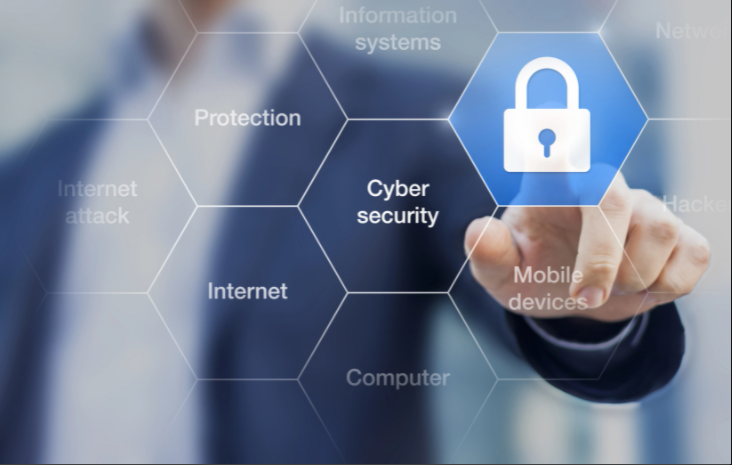 Information
systems
Protection
Cyber
security
Internet
attack
Internet
Mobile
devices
Computer